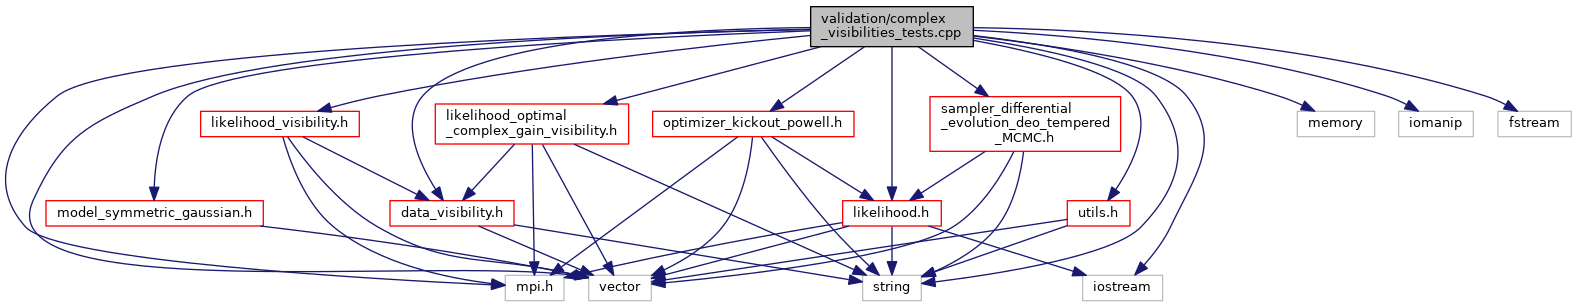 validation/complex
_visibilities_tests.cpp
likelihood_visibility.h
likelihood_optimal
_complex_gain_visibility.h
optimizer_kickout_powell.h
sampler_differential
_evolution_deo_tempered
_MCMC.h
memory
iomanip
fstream
model_symmetric_gaussian.h
data_visibility.h
likelihood.h
utils.h
mpi.h
vector
string
iostream